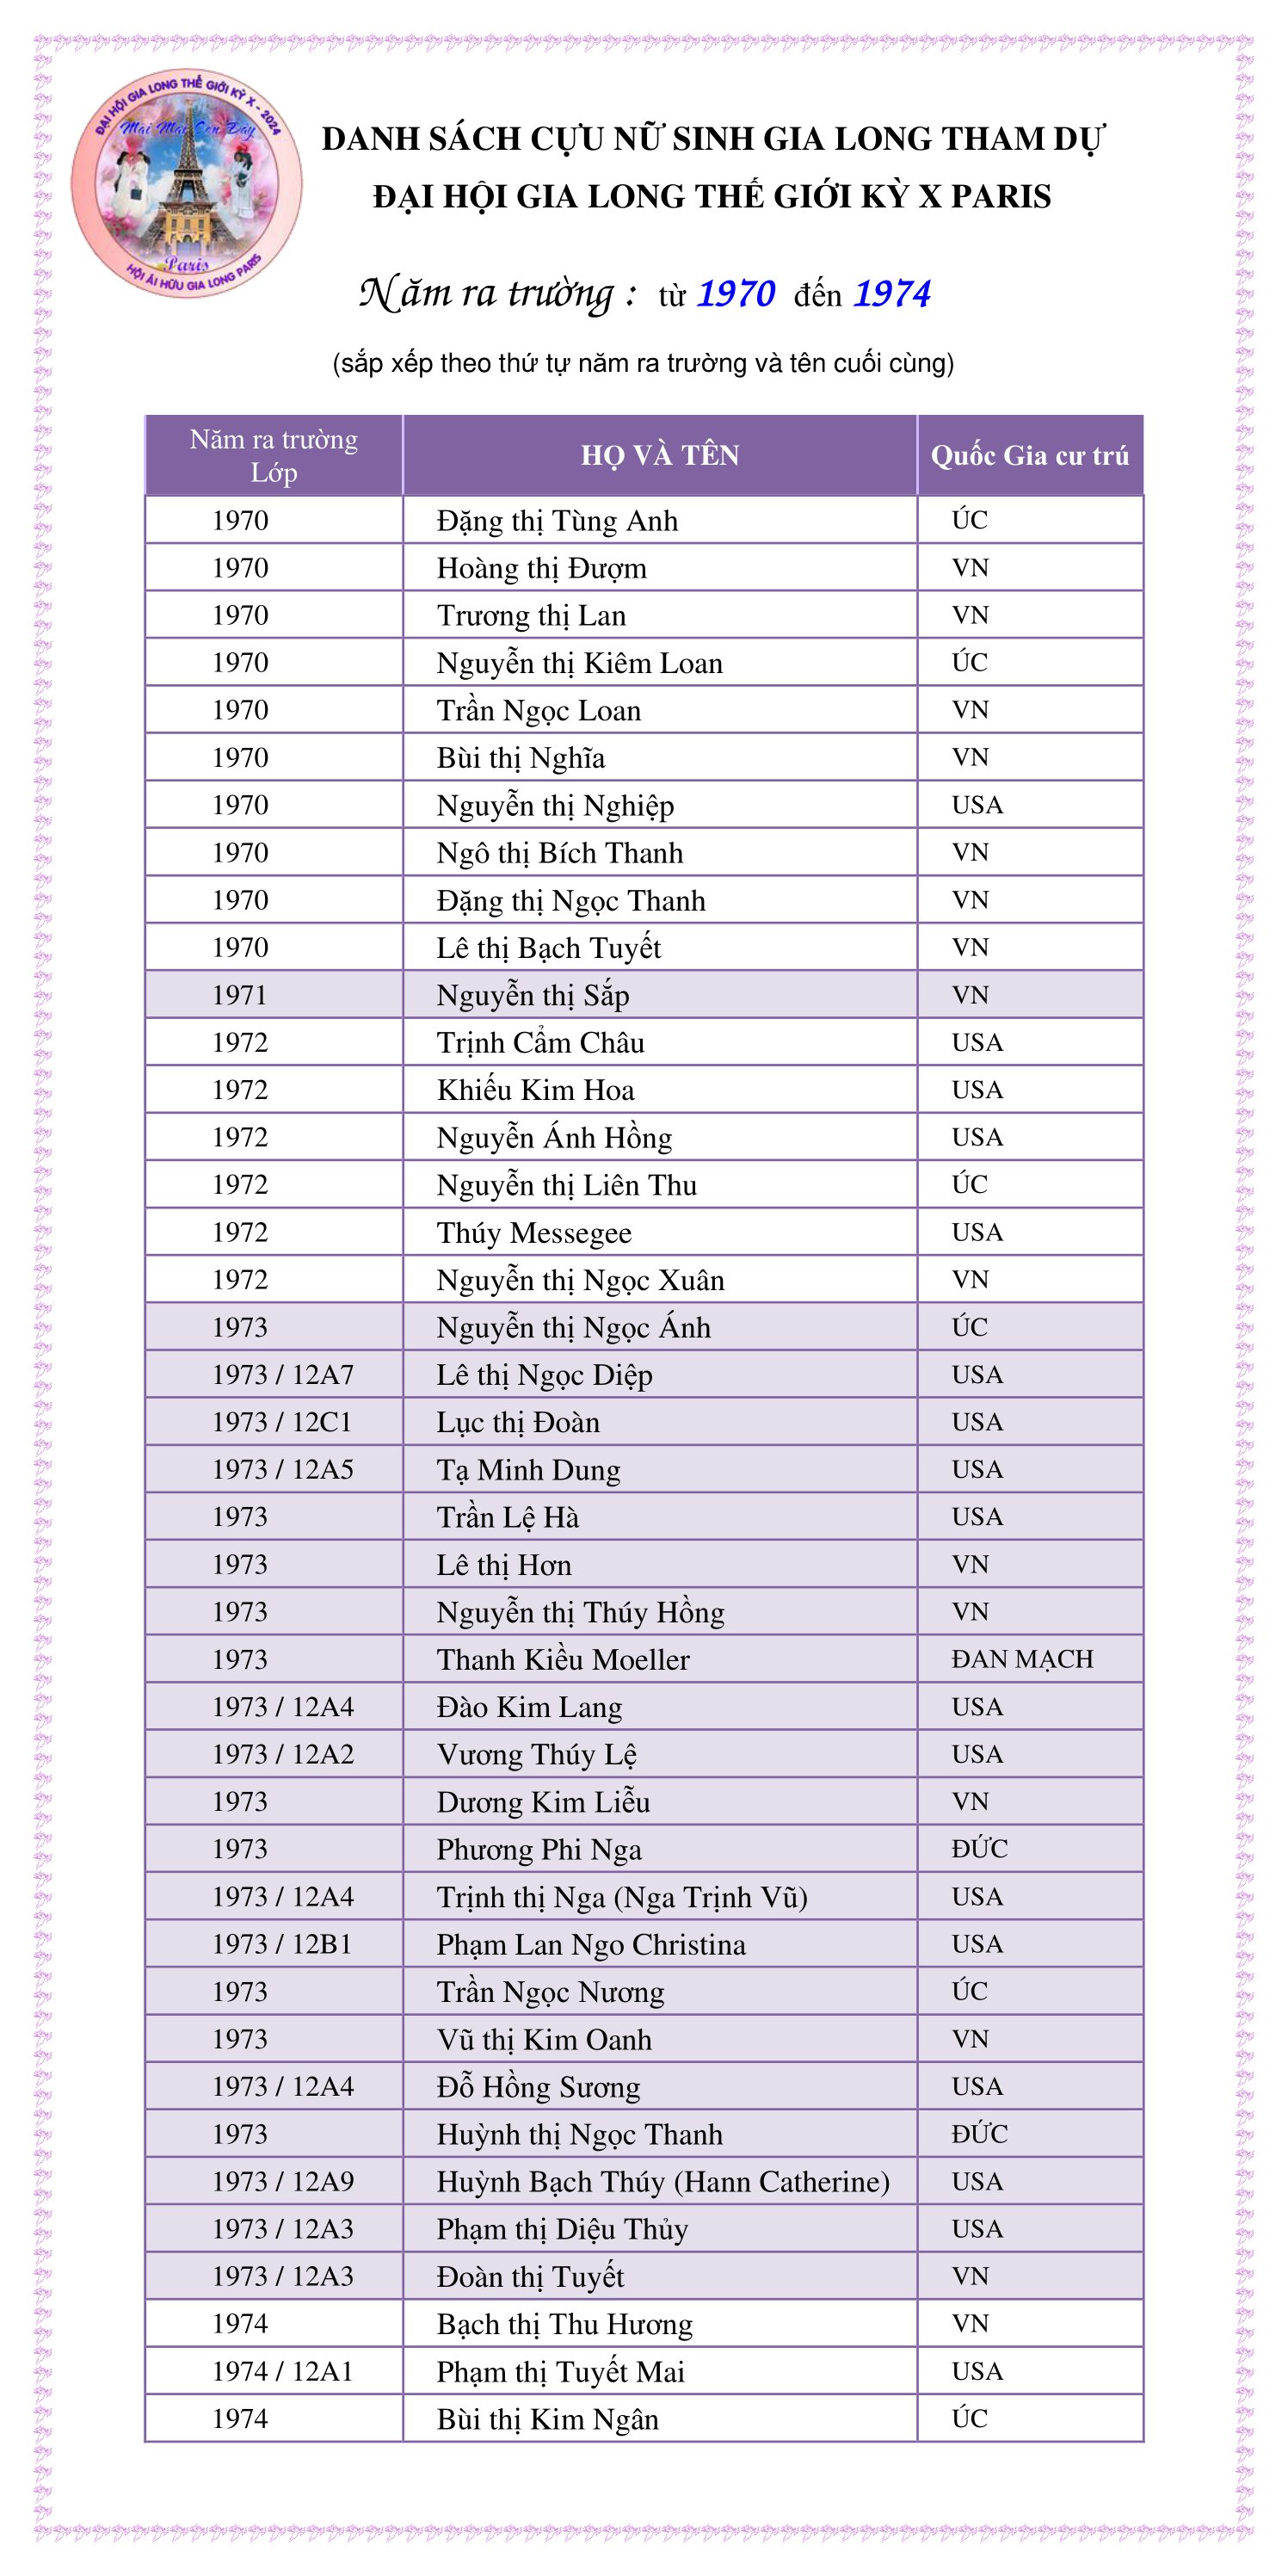 ĐẠI HỘI GIA LONG THẾ GIỚI KỲ X - 2024
Mãi Mãi Còn Đây
Paris
HỘI ÁI HỮU GIA LONG PARIS
DANH SÁCH CỰU NỮ SINH GIA LONG THAM DỰ
ĐẠI HỘI GIA LONG THẾ GIỚI KỲ X PARIS
Năm ra trường : từ 1970 đến 1974
(sắp xếp theo thứ tự năm ra trường và tên cuối cùng)
Năm ra trường Lớp HỌ VÀ TÊN Quốc Gia cư trú
1970 Đặng thị Tùng Anh ÚC
1970 Hoàng thị Đượm VN
1970 Trương thị Lan VN
1970 Nguyễn thị Kiêm Loan ÚC
1970 Trần Ngọc Loan VN
1970 Bùi thị Nghĩa VN
1970 Nguyễn thị Nghiệp USA
1970 Ngô thị Bích Thanh VN
1970 Đặng thị Ngọc Thanh VN
1970 Lê thị Bạch Tuyết VN
1971 Nguyễn thị Sắp VN
1972 Trịnh Cẩm Châu USA
1972 Khiếu Kim Hoa USA
1972 Nguyễn Ánh Hồng USA
1972 Nguyễn thị Liên Thu ÚC
1972 Thúy Messegee USA
1972 Nguyễn thị Ngọc Xuân VN
1973 Nguyễn thị Ngọc Ánh ÚC
1973 / 12A7 Lê thị Ngọc Diệp USA
1973 / 12C1 Lục thị Đoàn USA
1973 / 12A5 Tạ Minh Dung USA
1973 Trần Lệ Hà USA
1973 Lê thị Hơn VN
1973 Nguyễn thị Thúy Hồng VN
1973 Thanh Kiều Moeller ĐAN MẠCH
1973 / 12A4 Đào Kim Lang USA
1973 / 12A2 Vương Thúy Lệ USA
1973 Dương Kim Liễu VN
1973 Phương Phi Nga ĐỨC
1973 / 12A4 Trịnh thị Nga (Nga Trịnh Vũ) USA
1973 / 12B1 Phạm Lan Ngo Christina USA
1973 Trần Ngọc Nương ÚC
1973 Vũ thị Kim Oanh VN
1973 / 12A4 Đỗ Hồng Sương USA
1973 Huỳnh thị Ngọc Thanh ĐỨC
1973 / 12A9 Huỳnh Bạch Thúy (Hann Catherine) USA
1973 / 12A3 Phạm thị Diệu Thủy USA
1973 / 12A3 Đoàn thị Tuyết VN
1974 Bạch thị Thu Hương VN
1974 / 12A1 Phạm thị Tuyết Mai USA
1974 Bùi thị Kim Ngân ÚC